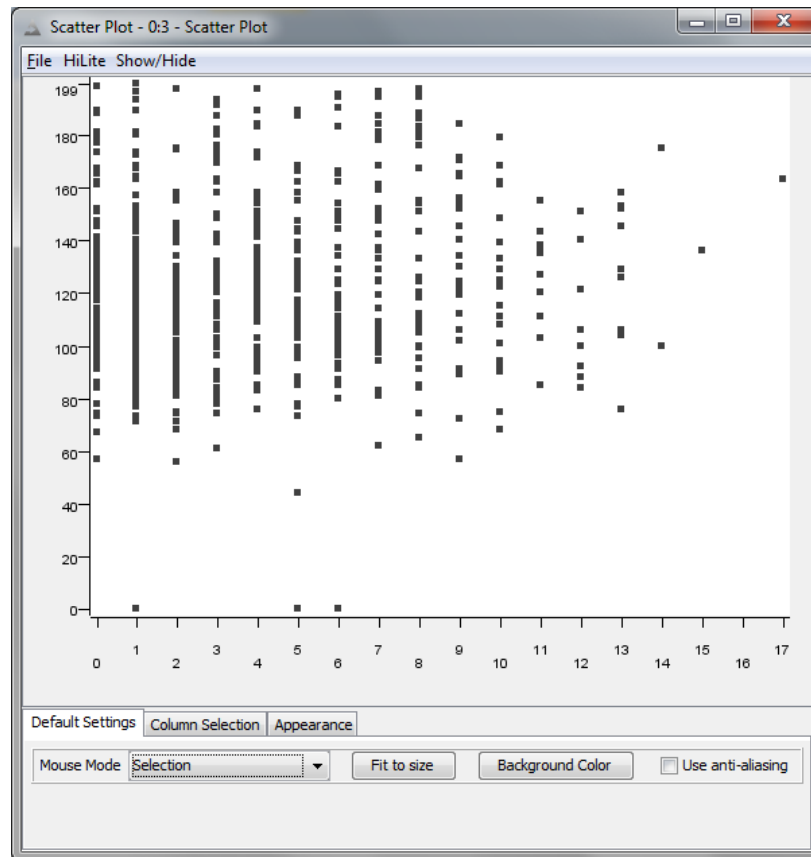 Scatter Plot - 0:3 - Scatter Plot
File HiLite Show/Hide
199
180
160
140
120
100
80
60
40
20
0
1 3 5 7 9 11 13 15 17
0 2 4 6 8 10 12 14 16
Default Settings Column Selection Appearance
Mouse Mode Selection Fit to size Background Color Use anti-aliasing